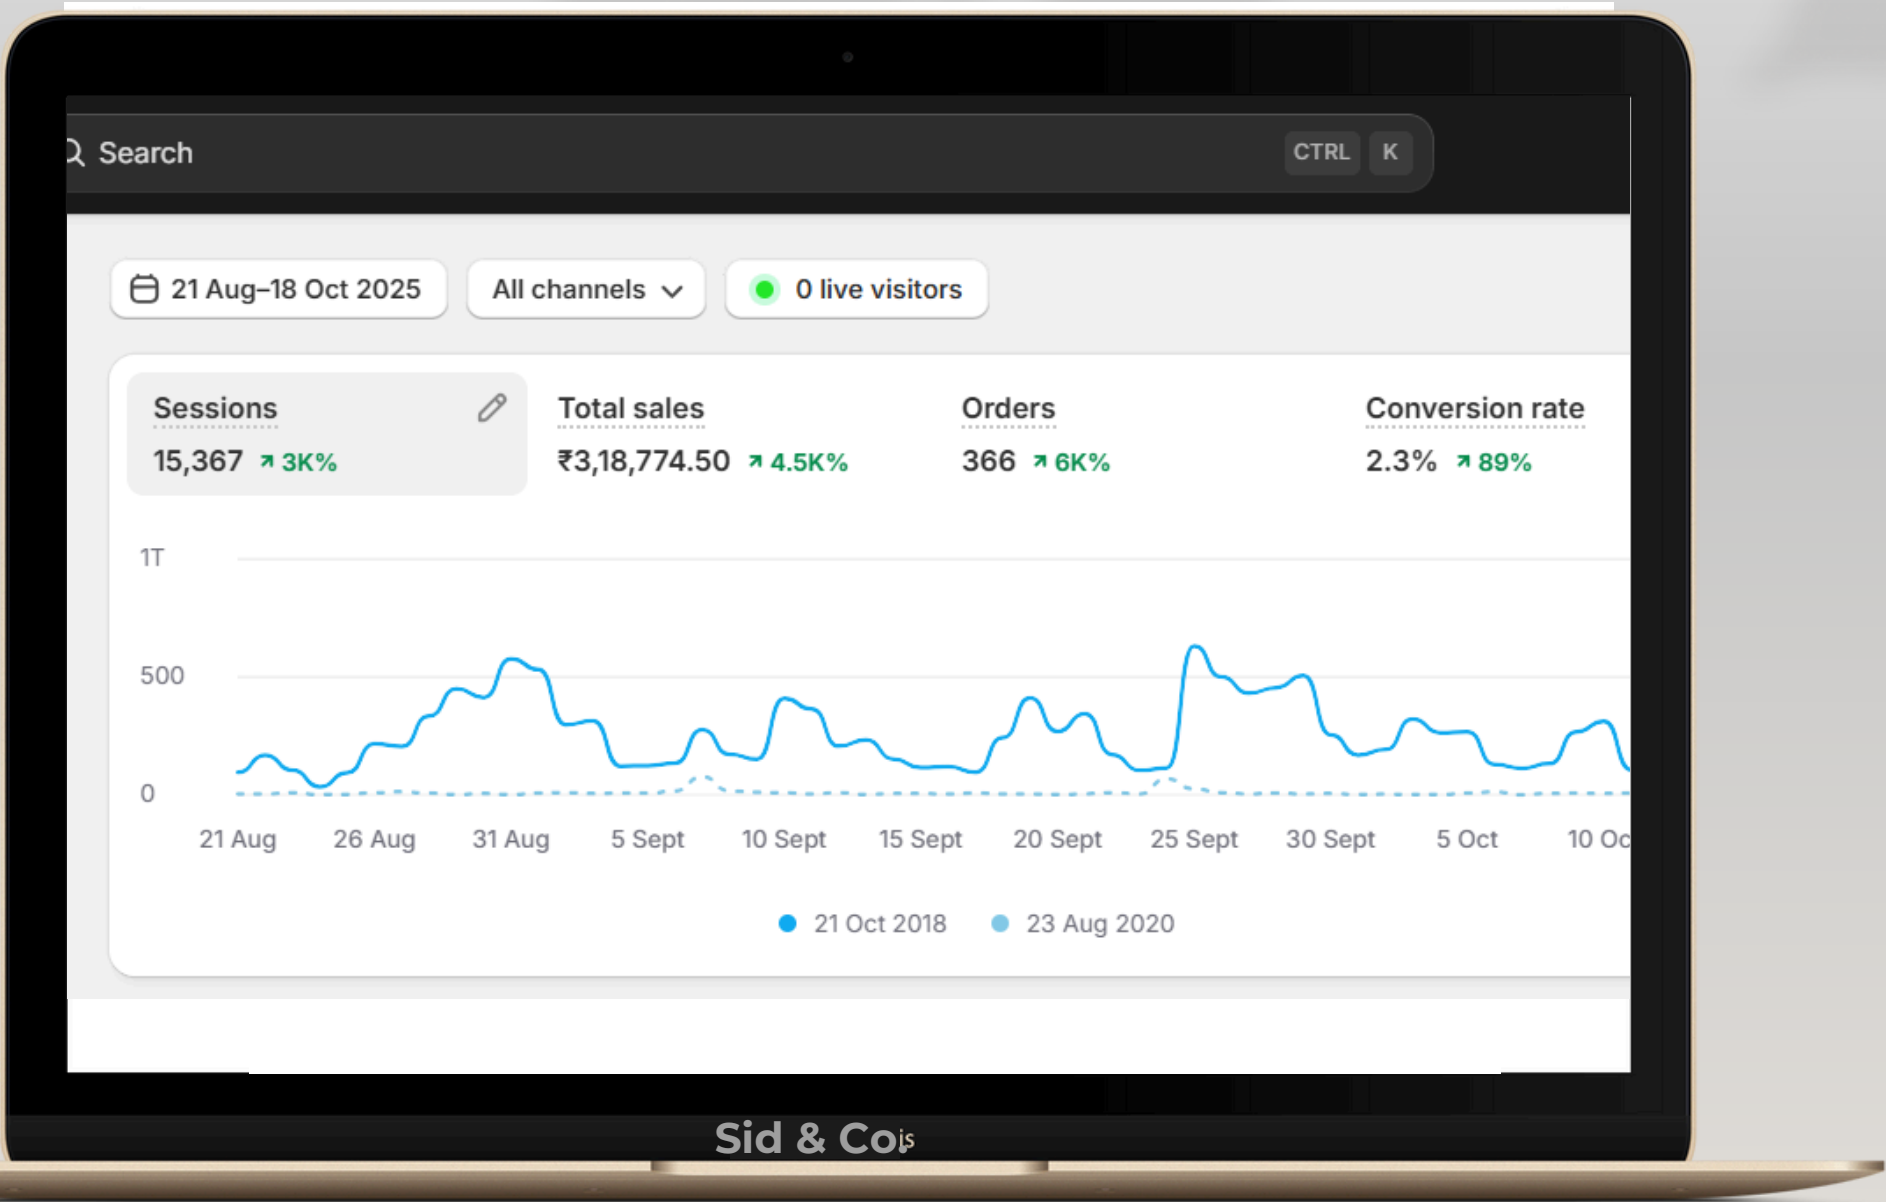 Search CTRL K
21 Aug–18 Oct 2025 All channels 0 live visitors
Sessions Total sales Orders Conversion rate
15,367 3K% ₹3,18,774.50 4.5K% 366 6K% 2.3% 89%
1T
500
0
21 Aug 26 Aug 31 Aug 5 Sept 10 Sept 15 Sept 20 Sept 25 Sept 30 Sept 5 Oct 10 Oc
21 Oct 2018 23 Aug 2020
Sid & Co.is